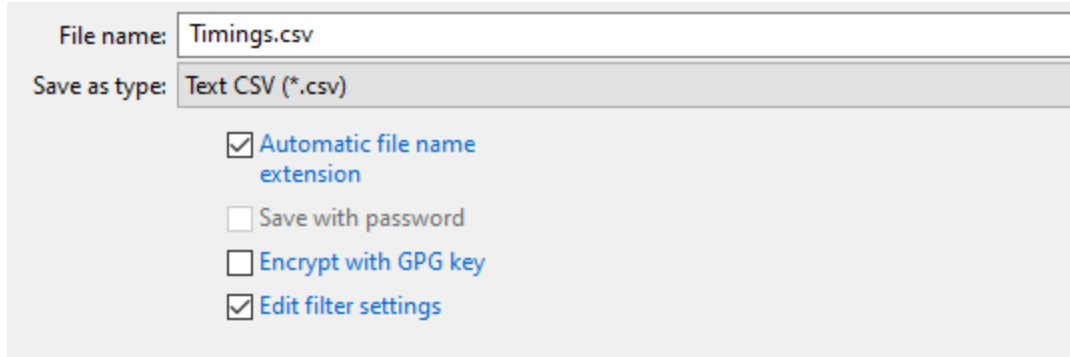 File name: Timings.csv
Save as type: Text CSV (*.csv)
Automatic file name
extension
Save with password
Encrypt with GPG key
Edit filter settings